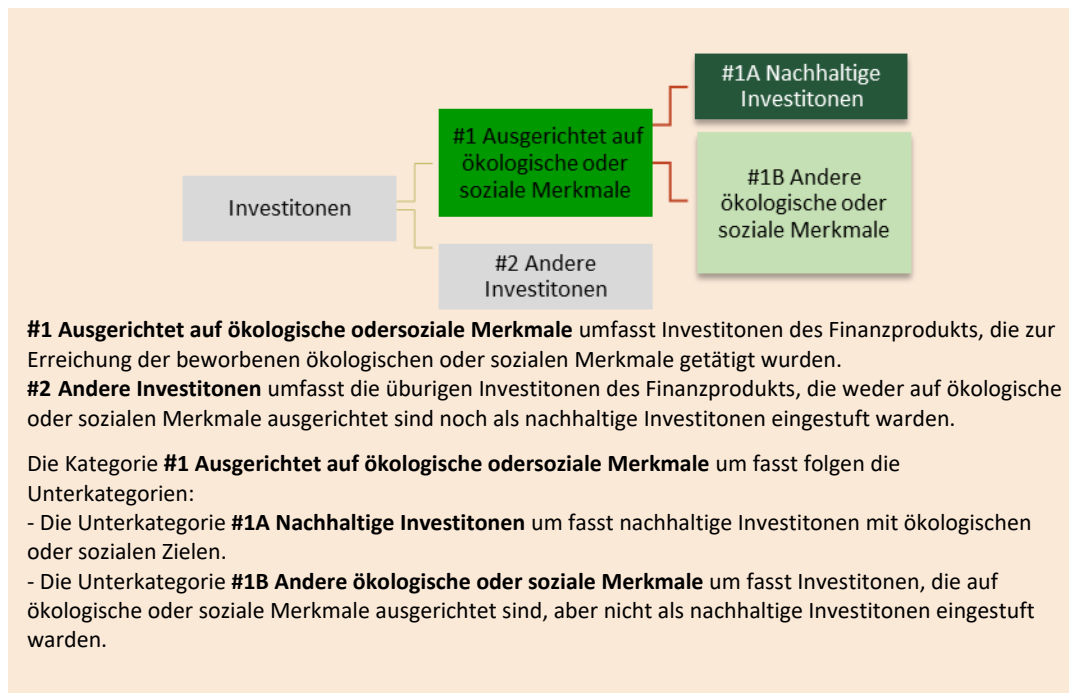 #1A Nachhaltige
Investitonen
#1 Ausgerichtet auf
ökologische oder
soziale Merkmale
#1B Andere
ökologische oder
soziale Merkmale
Investitonen
#2 Andere
Investitonen
#1 Ausgerichtet auf ökologische odersoziale Merkmale umfasst Investitonen des Finanzprodukts, die zur
Erreichung der beworbenen ökologischen oder sozialen Merkmale getätigt wurden.
#2 Andere Investitonen umfasst die überigen Investitonen des Finanzprodukts, die weder auf ökologische
oder sozialen Merkmale ausgerichtet sind noch als nachhaltige Investitonen eingestuft warden.
Die Kategorie #1 Ausgerichtet auf ökologische odersoziale Merkmale um fasst folgen die
Unterkategorien:
- Die Unterkategorie #1A Nachhaltige Investitonen um fasst nachhaltige Investitonen mit ökologischen
oder sozialen Zielen.
- Die Unterkategorie #1B Andere ökologische oder soziale Merkmale um fasst Investitonen, die auf
ökologische oder soziale Merkmale ausgerichtet sind, aber nicht als nachhaltige Investitonen eingestuft
warden.